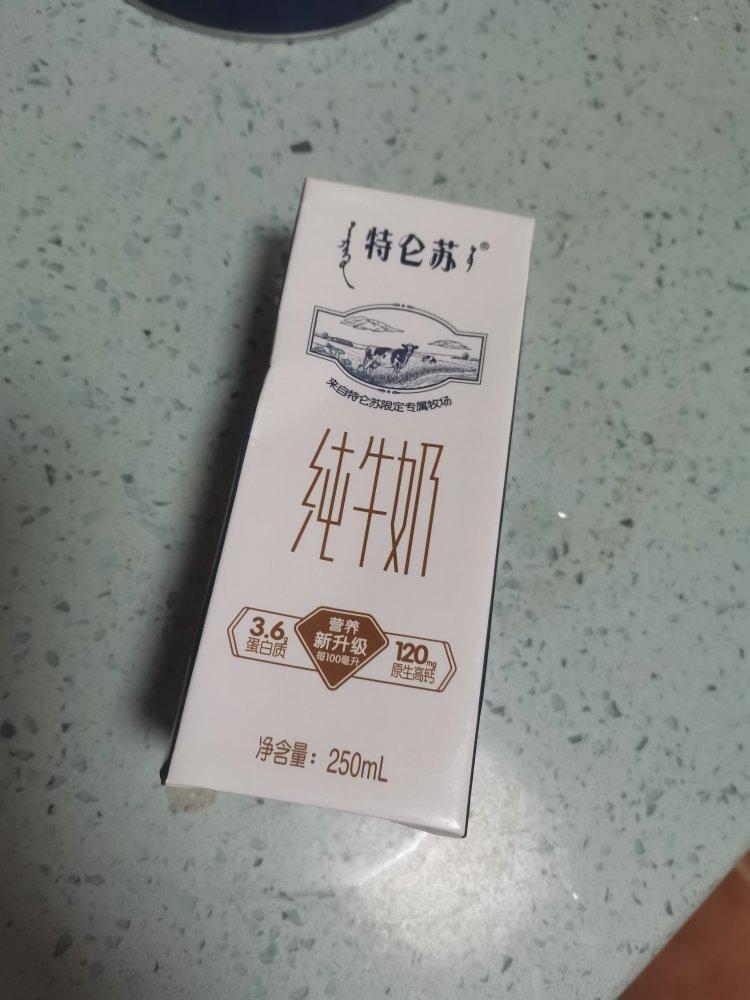 特仑苏®
来自特仑苏限定专属牧场
纯牛奶
3.6g
蛋白质
营养
新升级
每100毫升
120mg
原生高钙
净含量：250mL